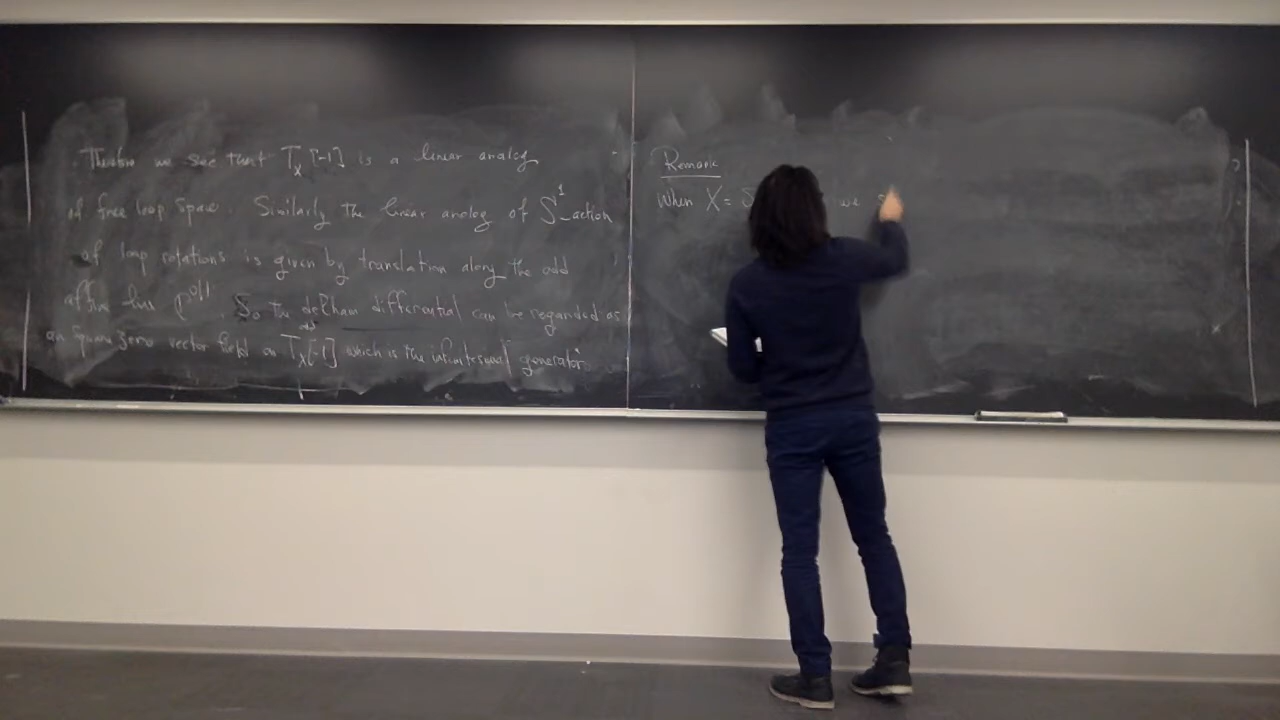 Therefore we see that T_X[-1] is a linear analog
of free loop space. Similarly the linear analog of S^1-action
of loop rotations is given by translation along the odd
affine line So the deRham differential can be regarded as
an square zero vector field on T_X[-1] which is the infinitesimal generator.
Remark
When X = S we